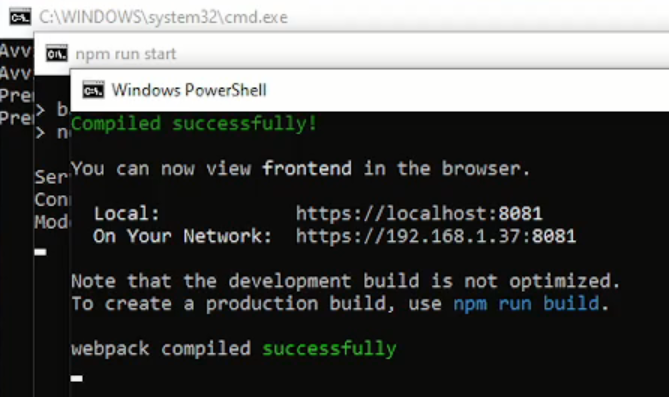 C:\WINDOWS\system32\cmd.exe
Avv
Avv
Pre
Pre
npm run start
> b
> n
Ser
Con
Mod
Windows PowerShell
Compiled successfully!
You can now view frontend in the browser.
Local: https://localhost:8081
On Your Network: https://192.168.1.37:8081
Note that the development build is not optimized.
To create a production build, use npm run build.
webpack compiled successfully